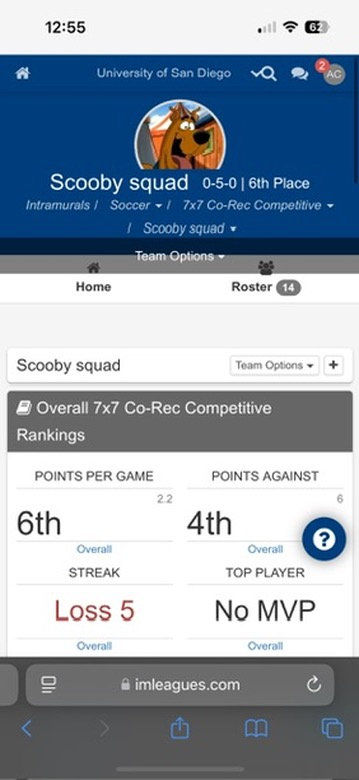 12:55
62
University of San Diego
2
AC
Scooby squad 0-5-0 | 6th Place
Intramurals / Soccer / 7x7 Co-Rec Competitive
/ Scooby squad
Team Options
Home Roster 14
Scooby squad Team Options +
Overall 7x7 Co-Rec Competitive
Rankings
POINTS PER GAME POINTS AGAINST
2.2 6
6th 4th
?
Overall Overall
STREAK TOP PLAYER
Loss 5 No MVP
Overall Overall
imleagues.com